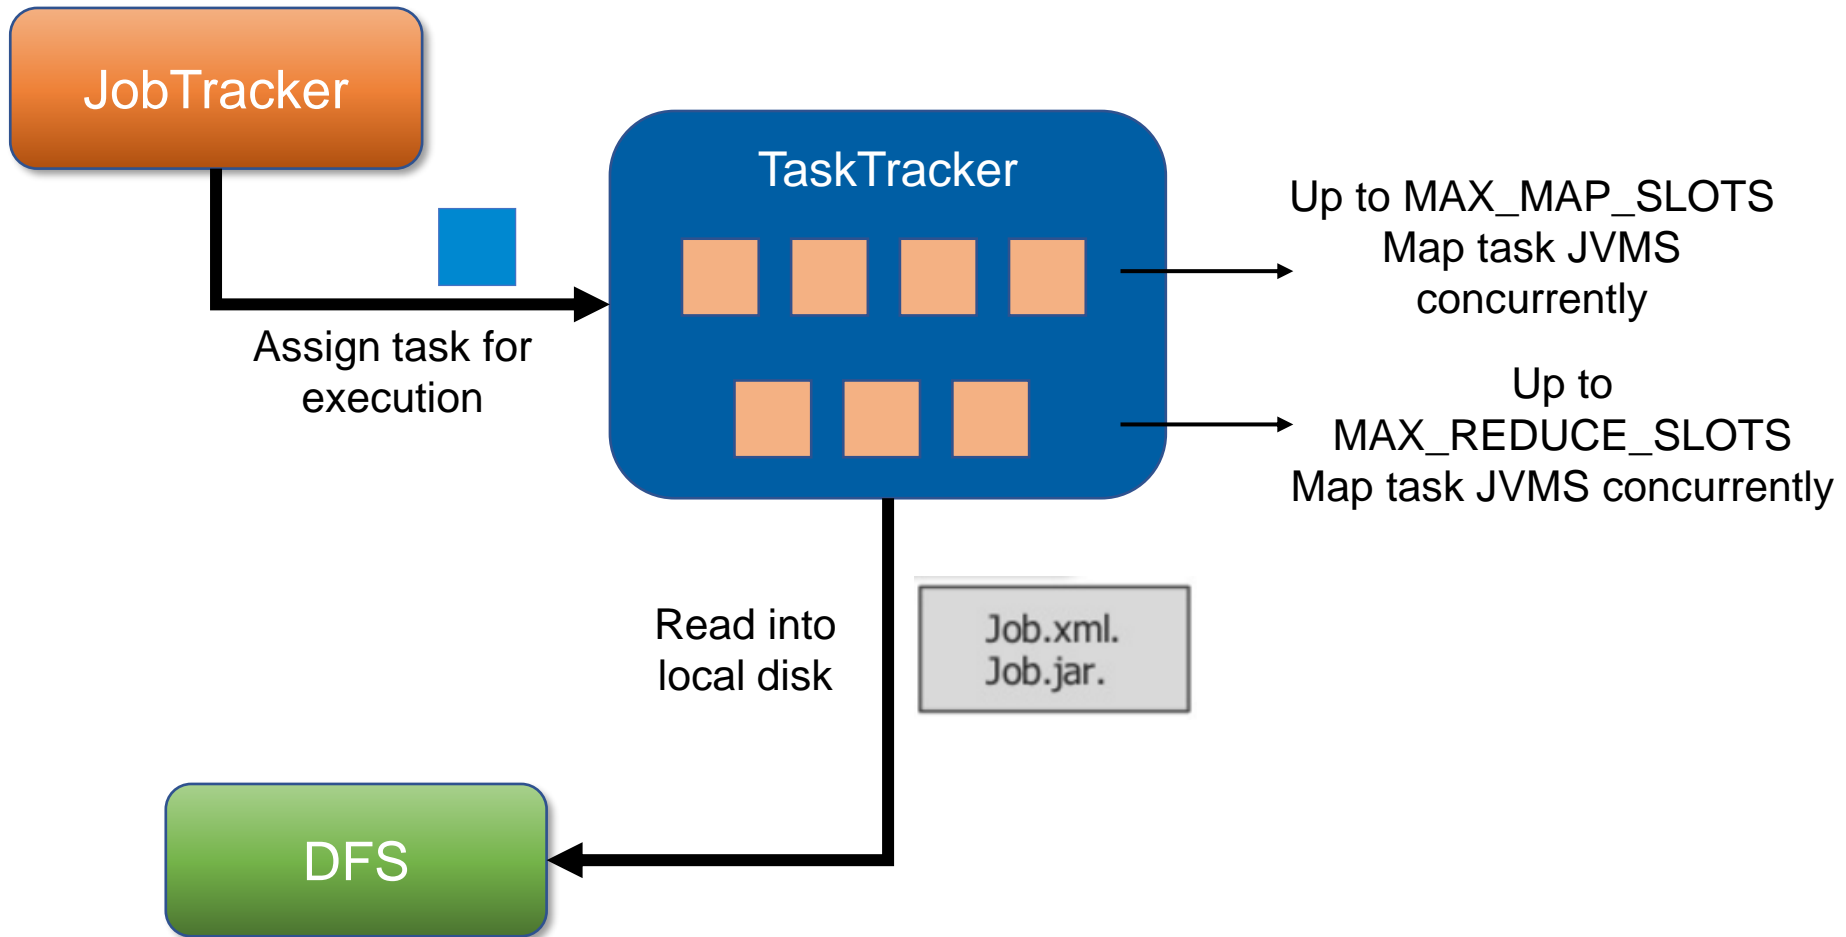 JobTracker
TaskTracker
Up to MAX_MAP_SLOTS
Map task JVMS
concurrently
Assign task for
execution
Up to
MAX_REDUCE_SLOTS
Map task JVMS concurrently
Read into
local disk
Job.xml.
Job.jar.
DFS